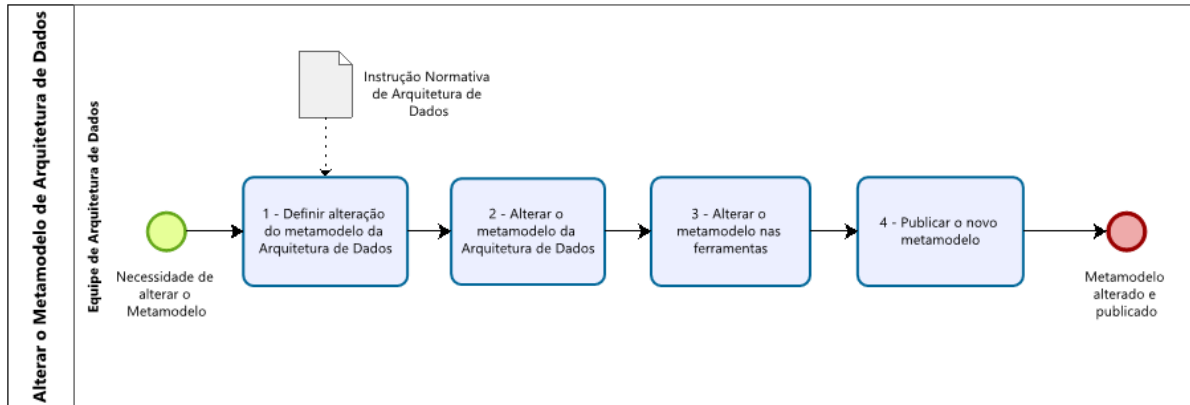 Alterar o Metamodelo de Arquitetura de Dados
Equipe de Arquitetura de Dados
Instrução Normativa
de Arquitetura de
Dados
Necessidade de
alterar o
Metamodelo
1 - Definir alteração
do metamodelo da
Arquitetura de Dados
2 - Alterar o
metamodelo da
Arquitetura de Dados
3 - Alterar o
metamodelo nas
ferramentas
4 - Publicar o novo
metamodelo
Metamodelo
alterado e
publicado